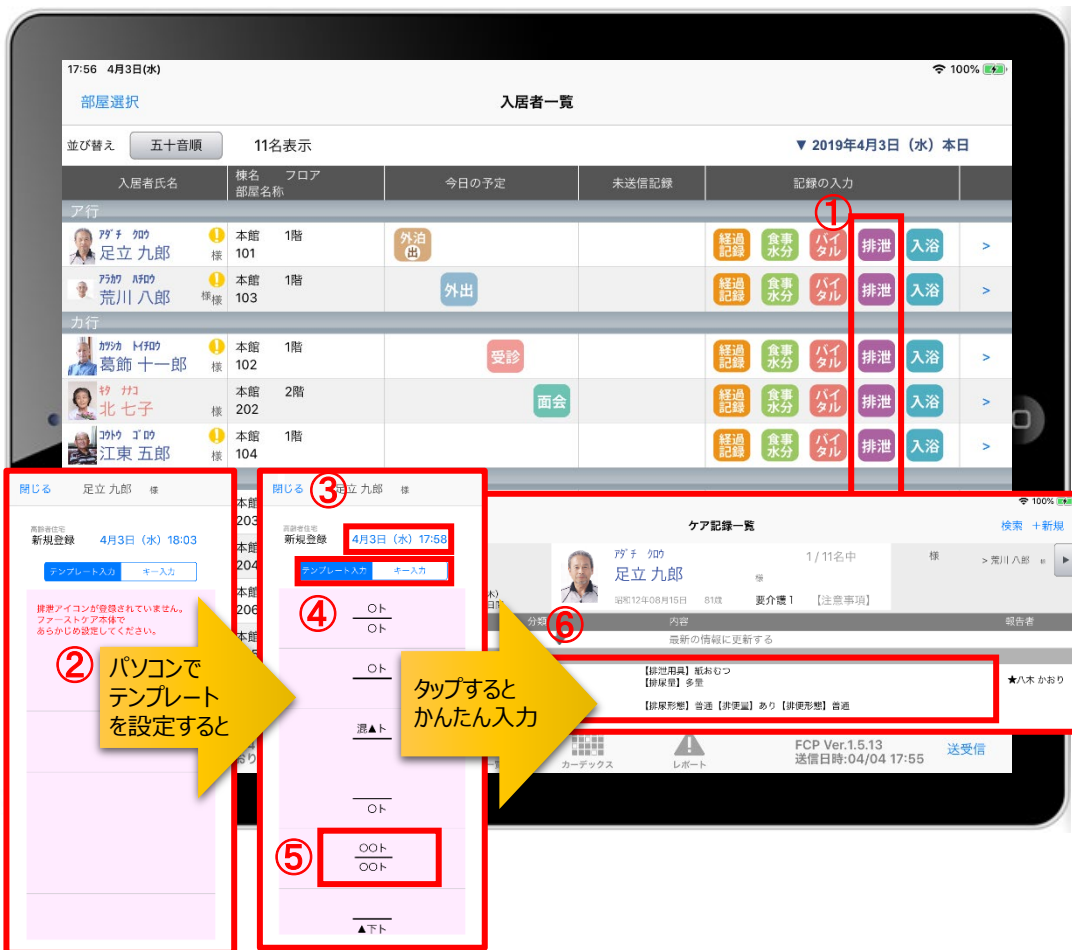 17:56 4月3日(水)
100%
部屋選択
入居者一覧
並び替え
五十音順
11名表示
▼ 2019年4月3日（水）本日
入居者氏名
棟名 フロア
部屋名称
今日の予定
未送信記録
記録の入力
①
ア行
ｱﾀﾞﾁ ｸﾛｳ
足立 九郎 様
本館 1階
101
外泊
出
経過
記録
食事
水分
バイ
タル
排泄
入浴
>
ｱﾗｶﾜ ﾊﾁﾛｳ
荒川 八郎 様様
本館 1階
103
外出
経過
記録
食事
水分
バイ
タル
排泄
入浴
>
カ行
ｶﾂｼｶ ﾄｲﾁﾛｳ
葛飾 十一郎 様
本館 1階
102
受診
経過
記録
食事
水分
バイ
タル
排泄
入浴
>
ｷﾀ ﾅﾅｺ
北 七子 様
本館 2階
202
面会
経過
記録
食事
水分
バイ
タル
排泄
入浴
>
ｺｳﾄｳ ｺﾞﾛｳ
江東 五郎 様
本館 1階
104
経過
記録
食事
水分
バイ
タル
排泄
入浴
>
閉じる 足立 九郎 様
高齢者住宅
新規登録 4月3日（水）18:03
テンプレート入力 キー入力
排泄アイコンが登録されていません。
ファーストケア本体で
あらかじめ設定してください。
②
パソコンで
テンプレート
を設定すると
本館
203
本館
204
本館
206
本館
閉じる ③ 足立 九郎 様
高齢者住宅
新規登録 4月3日（水）17:58
テンプレート入力 キー入力
④
○ト
○ト
○ト
混▲ト
○ト
⑤
○○ト
○○ト
▲下ト
タップすると
かんたん入力
100%
ケア記録一覧
検索 ＋新規
ｱﾀﾞﾁ ｸﾛｳ
足立 九郎 様
1 / 11名中
様
> 荒川 八郎 様
昭和12年08月15日 81歳 要介護１ 【注意事項】
分類
⑥
内容
報告者
最新の情報に更新する
【排泄用具】紙おむつ
【排尿量】多量
【排尿形態】普通【排便量】あり【排便形態】普通
★八木 かおり
カーデックス
レポート
FCP Ver.1.5.13
送信日時:04/04 17:55
送受信